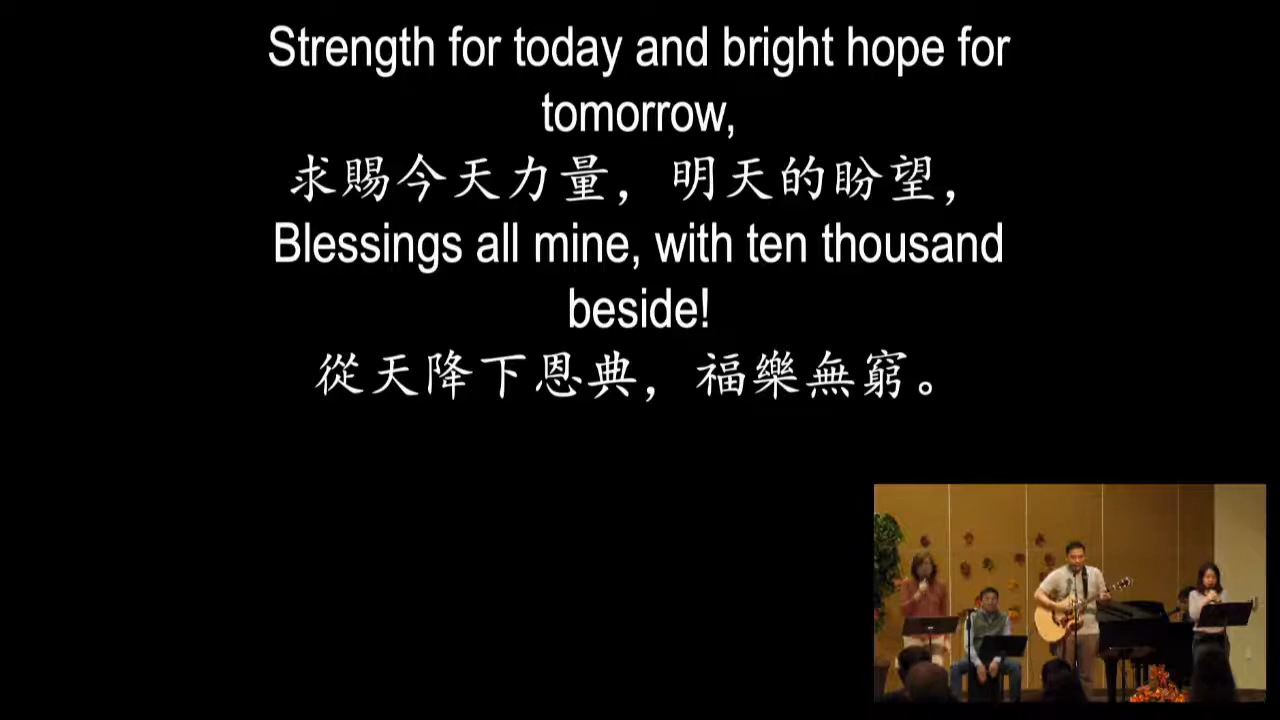 Strength for today and bright hope for
tomorrow,
求賜今天力量，明天的盼望，
Blessings all mine, with ten thousand
beside!
從天降下恩典，福樂無窮。